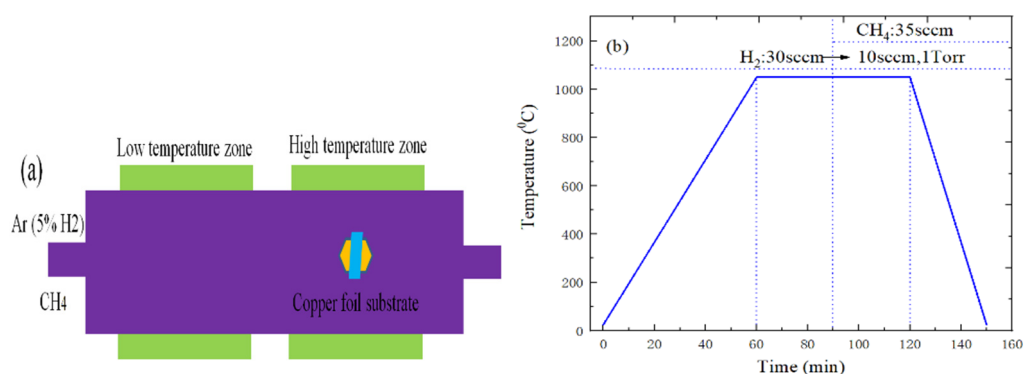 (a)
Low temperature zone
High temperature zone
Ar (5% H2)
CH4
Copper foil substrate
(b)
CH₄:35sccm
H₂:30sccm → 10sccm,1Torr
Temperature (⁰C)
1200
1000
800
600
400
200
0
0 20 40 60 80 100 120 140 160
Time (min)